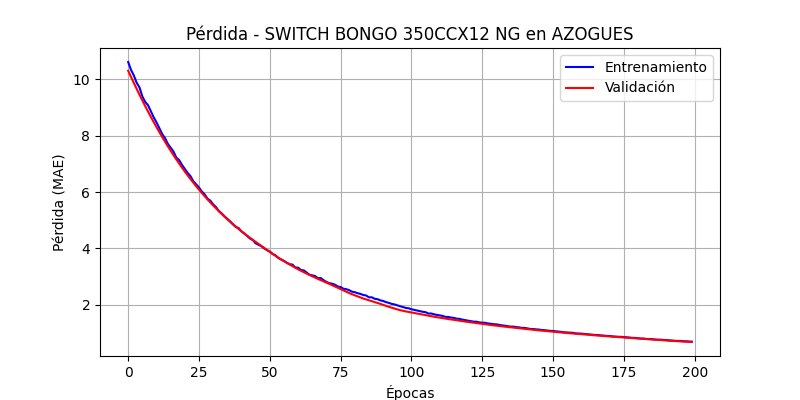 Pérdida - SWITCH BONGO 350CCX12 NG en AZOGUES
Entrenamiento
Validación
Pérdida (MAE)
10
8
6
4
2
0 25 50 75 100 125 150 175 200
Épocas